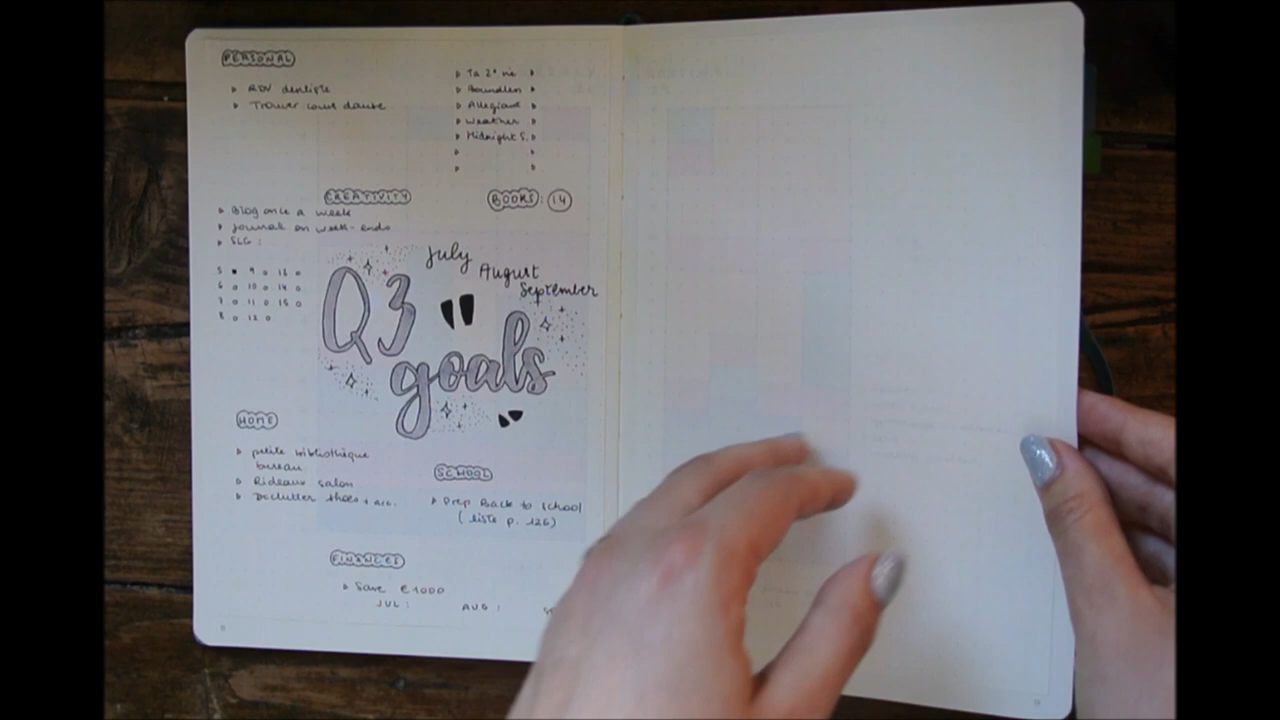 PERSONAL
▸ RDV dentiste
▸ Trouver cours danse
▸ Ta 2e vie
▸ Boundless
▸ Allegiant
▸ Weather
▸ Midnight S.
CREATIVITY
▸ Blog once a week
▸ Journal on week-ends
▸ SLG :
5 9
6 10 14
7 11 15
8 12
BOOKS : 14
July
August
September
Q3
goals
HOME
▸ petite bibliothèque
bureau
▸ Rideaux salon
▸ Declutter shoes + acc.
SCHOOL
▸ Prep Back to school
(liste p. 126)
FINANCES
▸ Save €1000
JUL : AUG :